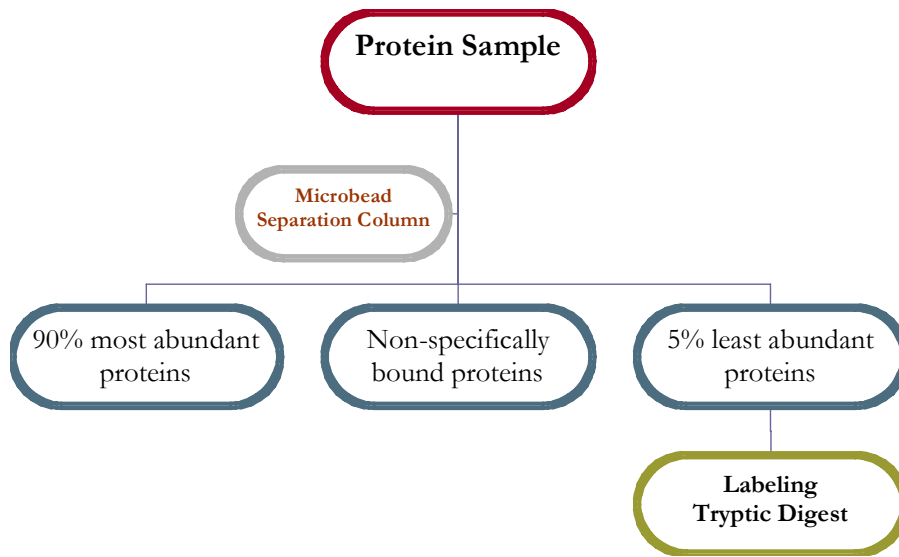 Protein Sample
Microbead
Separation Column
90% most abundant
proteins
Non-specifically
bound proteins
5% least abundant
proteins
Labeling
Tryptic Digest